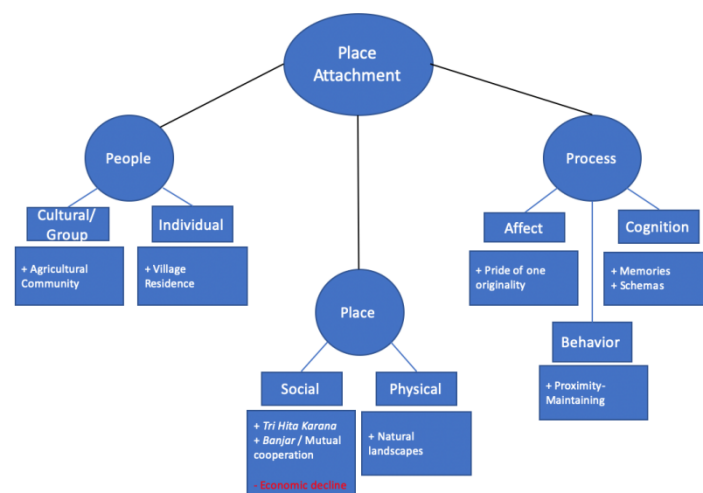 Place
Attachment
People
Process
Cultural/
Group
Individual
Affect
Cognition
+ Agricultural
Community
+ Village
Residence
+ Pride of one
originality
+ Memories
+ Schemas
Place
Behavior
Social
Physical
+ Proximity-
Maintaining
+ Tri Hita Karana
+ Banjar / Mutual
cooperation
- Economic decline
+ Natural
landscapes